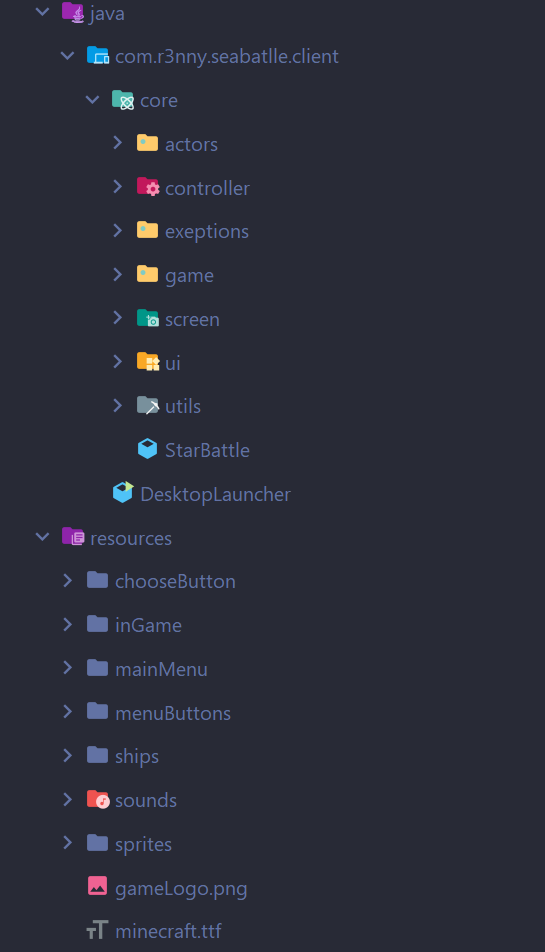 java
com.r3nny.seabatlle.client
core
actors
controller
exeptions
game
screen
ui
utils
StarBattle
DesktopLauncher
resources
chooseButton
inGame
mainMenu
menuButtons
ships
sounds
sprites
gameLogo.png
minecraft.ttf